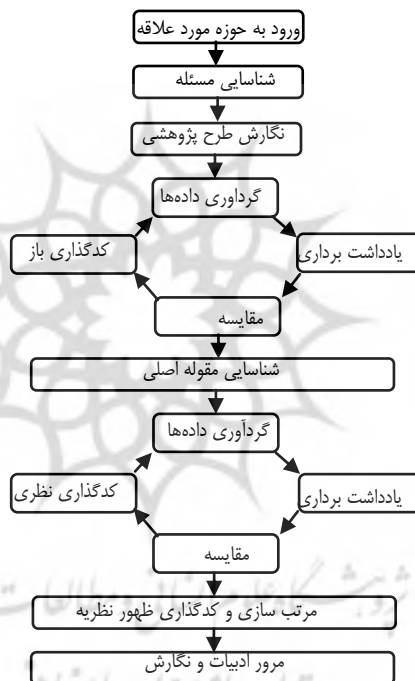 ورود به حوزه مورد علاقه
شناسایی مسئله
نگارش طرح پژوهشی
گرداوری داده‌ها
یادداشت برداری
کدگذاری باز
مقایسه
شناسایی مقوله اصلی
گردآوری داده‌ها
یادداشت برداری
کدگذاری نظری
مقایسه
مرتب سازی و کدگذاری ظهور نظریه
مرور ادبیات و نگارش